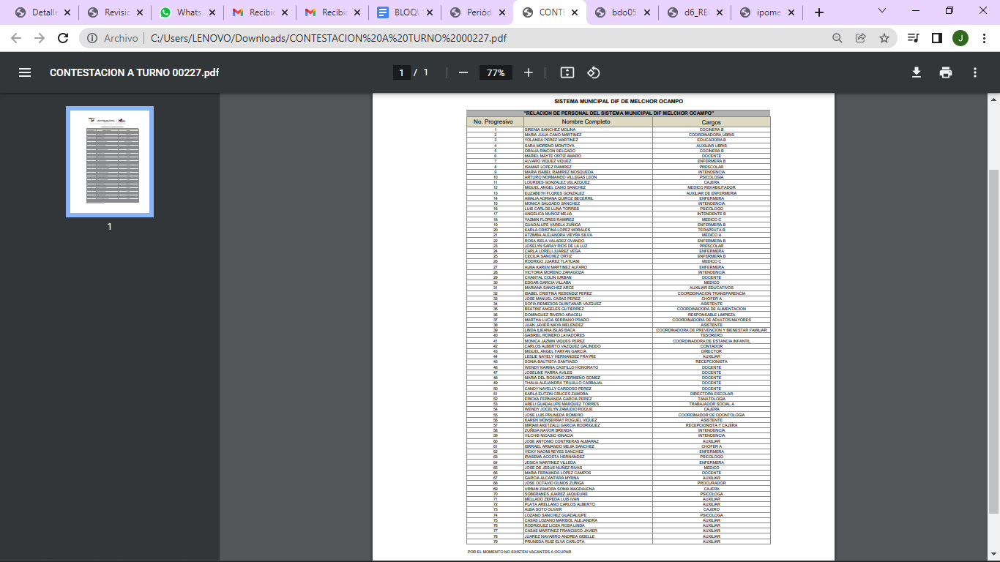 Detalle
Revisic
Whats
Recibic
Recibic
BLOQU
Periód
CONTE
bdo05
d6_REC
ipome
Archivo C:/Users/LENOVO/Downloads/CONTESTACION%20A%20TURNO%2000227.pdf J
CONTESTACION A TURNO 00227.pdf 1 / 1 77%
1
SISTEMA MUNICIPAL DIF DE MELCHOR OCAMPO
"RELACION DE PERSONAL DEL SISTEMA MUNICIPAL DIF MELCHOR OCAMPO"
No. Progresivo Nombre Completo Cargos
1 SIRENIA SANCHEZ MOLINA COCINERA B
2 MARIA JULIA CANO MARTINEZ COORDINADORA UBRIS
3 YOLANDA PEREZ MARTINEZ EDUCADORA B
4 SARA MORENO MONTOYA AUXILIAR UBRIS
5 ORALIA RINCON DELGADO COCINERA B
6 MARIEL MAYTE ORTIZ AMARO DOCENTE
7 ALVARO VIQUEZ VIQUEZ ENFERMERA B
8 ISAMAR LOPEZ RAMIREZ PRESCOLAR
9 MARIA ISABEL RAMIREZ MOSQUEDA INTENDENCIA
10 ARTURO NORMANDO VILLEGAS LEON PSICOLOGIA
11 LOURDES GONZALEZ VELAZQUEZ CAJERA
12 MIGUEL ANGEL CANO SANCHEZ MEDICO REHABILITADOR
13 ELIZABETH FLORES GONZALEZ AUXILIAR DE ENFERMERIA
14 AMALIA ADRIANA QUIROZ BECERRIL ENFERMERA
15 MONICA SALGADO SANCHEZ INTENDENCIA
16 LUIS CARLOS LUNA TORRES PSICOLOGO
17 ANGELICA MUÑOZ MEJIA INTENDENTE B
18 YAZMIN FLORES RAMIREZ MEDICO C
19 GUADALUPE VARELA ZUÑIGA ENFERMERA B
20 KARLA CRISTINA LOPEZ MORALES TERAPEUTA B
21 ATZIMBA ALEJANDRA VIEYRA SILVA MEDICO A
22 ROSA ISELA VALADEZ OVANDO ENFERMERA B
23 JOSELYN SARAY RIOS DE LA LUZ PRESCOLAR
24 CARLA LORELI JUAREZ VEGA ENFERMERA
25 CECILIA SANCHEZ ORTIZ ENFERMERA B
26 RODRIGO JUAREZ TLATUANI MEDICO C
27 ALMA KAREN MARTINEZ ALFARO ENFERMERA
28 VICTORIA MORENO ZARAGOZA INTENDENCIA
29 CHANTAL COLIN IURBAN DOCENTE
30 EDGAR GARCIA VILLABA MEDICO
31 MARIANA SANCHEZ ARCE AUXILIAR EDUCATIVOS
32 ISABEL CRISTINA RESENDIZ PEREZ COORDDINACION TRANSPARENCIA
33 JOSE MANUEL CASAS PEREZ CHOFER A
34 SOFIA REMEDIOS QUINTANAR VAZQUEZ ASISTENTE
35 BEATRIZ ANGELES GUTIERREZ COORDINADORA DE ALIMENTACION
36 DOMINGUEZ RIVERO ARACELI RESPONSABLE LIMPIEZA
37 MARTHA LUCIA SERRANO PRADO COORDINADORA DE ADULTOS MAYORES
38 JUAN JAVIER MAYA MELENDEZ ASISTENTE
39 LINDA ILIEANA ISLAS BACA COORDINADORA DE PREVENCION Y BIENESTAR FAMILIAR
40 GABRIEL ROMERO LAVADORES TESORERO
41 MONICA JAZMIN VIQUES PEREZ COORDINADORA DE ESTANCIA INFANTIL
42 CARLOS ALBERTO VAZQUEZ GALINDDO CONTADOR
43 MIGUEL ANGEL FARFAN GARCIA DIRECTOR
44 LESLIE NAYELY HERNANDEZ FRAYRE AUXILIAR
45 SONIA BAUTISTA SANTIAGO RECEPCIONISTA
46 WENDY KARINA CASTILLO HONORATO DOCENTE
47 JOSELINE PARRA AVILES DOCENTE
48 MARIA DEL ROSARIO ZERMEÑO GOMEZ DOCENTE
49 THALIA ALEJANDRA TRUJILLO CARBAJAL DOCENTE
50 CANDY NAYELLY CARDOSO PEREZ DOCENTE
51 KARLA ELITZIN CRUCES ZAMORA DIRECTORA ESCOLAR
52 ERICKA FERNANDA GARCIA PEREZ TANATOLOGIA
53 ARELI GUADALUPE MARQUEZ TORRES TRABAJADOR SOCIAL A
54 WENDY JOCELYN ZAMUDIO ROQUE CAJERA
55 JOSE LUIS PRUNEDA ROMERO COORDINADOR DE ODONTOLOGIA
56 KAREN MONSERRAT ROGUEL VIQUEZ ASISTENTE
57 MIRIAM AKETZALLI GARCIA RODRIGUEZ RECEPCIONISTA Y CAJERA
58 ZUÑIGA NAVOR BRENDA INTENDENCIA
59 VILCHIS NICASIO IGNACIA INTENDENCIA
60 JOSE ANTONIO CONTRERAS ALMARAZ AUXILIAR
61 ISRRAEL ARMANDO MEJIA SANCHEZ CHOFER A
62 VICKY NAOMI REYES SANCHEZ ENFERMERA
63 IRASEMA ACOSTA HERNANDEZ PSICOLOGO
64 JESICA MARTINEZ VILLEDA ENFERMERA
65 JOSE DE JESUS NUÑEZ RIVAS MEDICO
66 MARIA FERNANDA LOPEZ CAMPOS DOCENTE
67 GARCIA ALCANTARA MYRNA AUXILIAR
68 JOSE OCTAVIO OLMOS ZUÑIGA PROCURADOR
69 URBAN ZAMORA SONIA MAGDALENA CAJERA
70 SOBERANES JUAREZ JAQUELINE PSICOLOGA
71 MELLADO ZEPEDA LUIS IVAN AUXILIAR
72 PLATA ARELLANO CARLOS ALBERTO AUXILIAR
73 ALBA SOTO OLIVER CAJERO
74 LOZANO SANCHEZ GUADALIUPE PSICOLOGA
75 CASAS LOZANO MARISOL ALEJANDRA AUXILIAR
76 RODRIGUEZ LICEA ROSA LINDA AUXILIAR
77 CASAS MARTINEZ FRANCISCO JAVIER AUXILIAR
78 JUAREZ NAVARRO ANDREA GISELLE AUXILIAR
79 PRUNEDA RUIZ ELVA CARLOTA AUXILIAR
POR EL MOMENTO NO EXISTEN VACANTES A OCUPAR